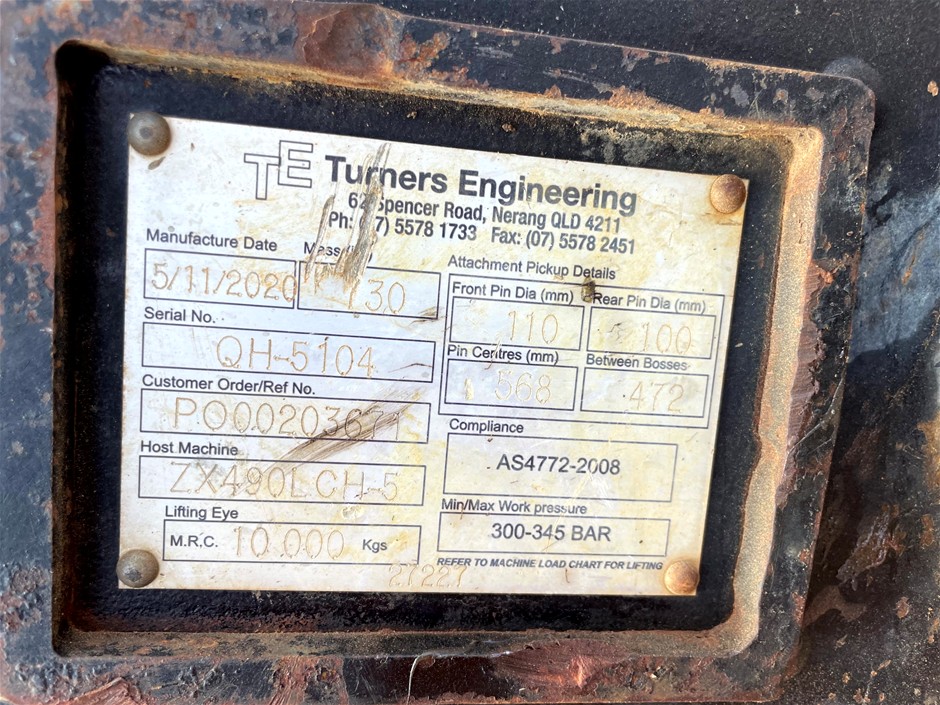 TE Turners Engineering
Spencer Road, Nerang QLD 4211
Ph: 7) 5578 1733 Fax: (07) 5578 2451
Manufacture Date
5/11/2020
730
Serial No.
QH-5104
Customer Order/Ref No.
Host Machine
ZX490LCH-5
Lifting Eye
M.R.C. 10.000 Kgs
27227
Attachment Pickup Details
Front Pin Dia (mm) Rear Pin Dia (mm)
110 100
Pin Centres (mm) Between Bosses
568 472
Compliance
AS4772-2008
Min/Max Work pressure
300-345 BAR
REFER TO MACHINE LOAD CHART FOR LIFTING